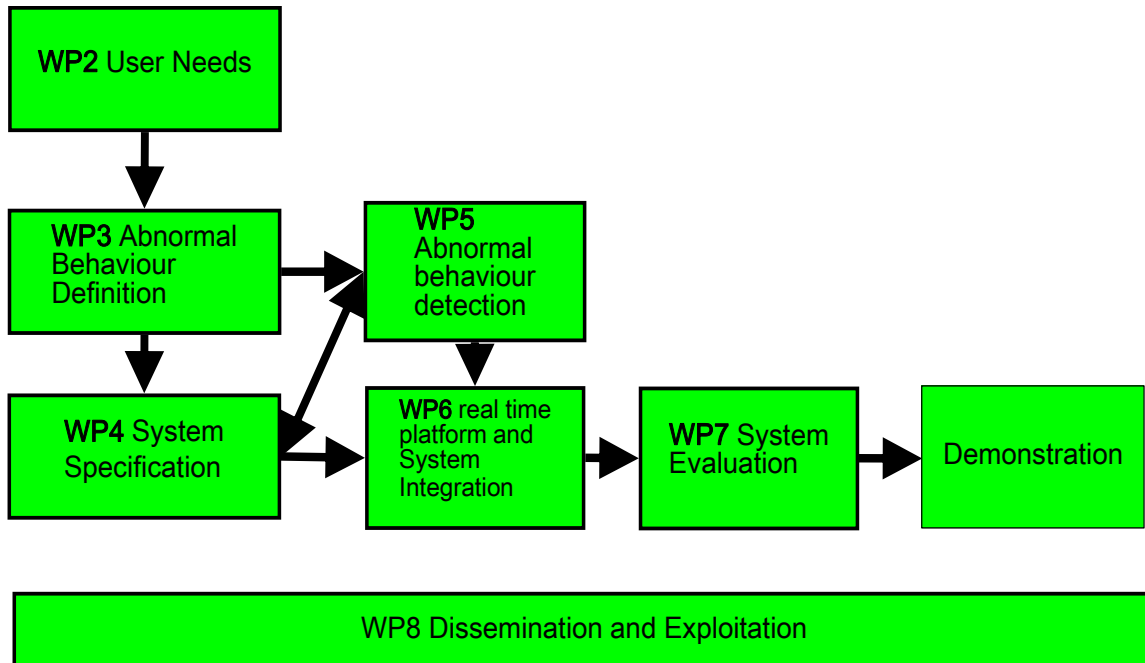 WP2 User Needs
WP3 Abnormal
Behaviour
Definition
WP5
Abnormal
behaviour
detection
WP4 System
Specification
WP6 real time
platform and
System
Integration
WP7 System
Evaluation
Demonstration
WP8 Dissemination and Exploitation